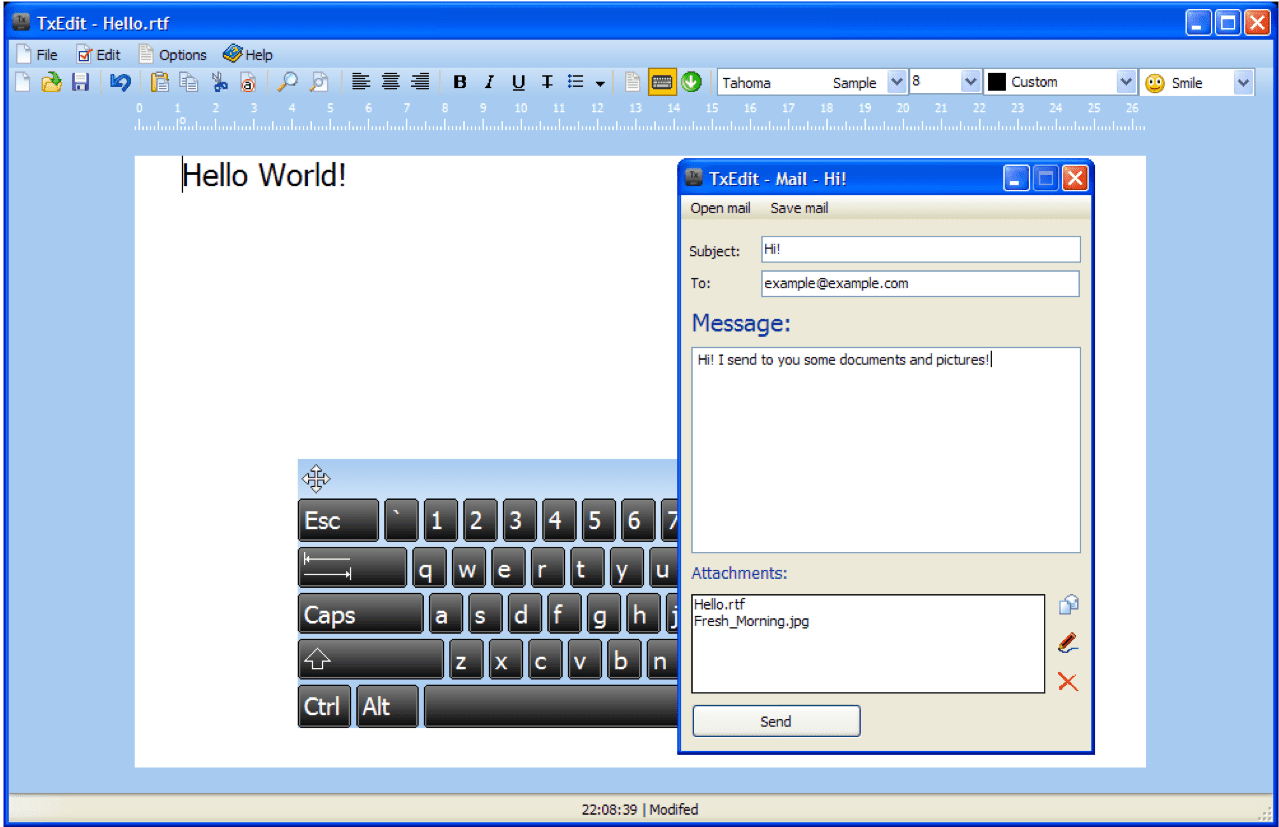 TxEdit - Hello.rtf
File Edit Options Help
B I U T Tahoma Sample 8 Custom Smile
0 1 2 3 4 5 6 7 8 9 10 11 12 13 14 15 16 17 18 19 20 21 22 23 24 25 26
Hello World!
TxEdit - Mail - Hi!
Open mail Save mail
Subject: Hi!
To: example@example.com
Message:
Hi! I send to you some documents and pictures!
Esc ` 1 2 3 4 5 6 7
q w e r t y u
Caps a s d f g h j
z x c v b n
Ctrl Alt
Attachments:
Hello.rtf
Fresh_Morning.jpg
Send
22:08:39 | Modifed